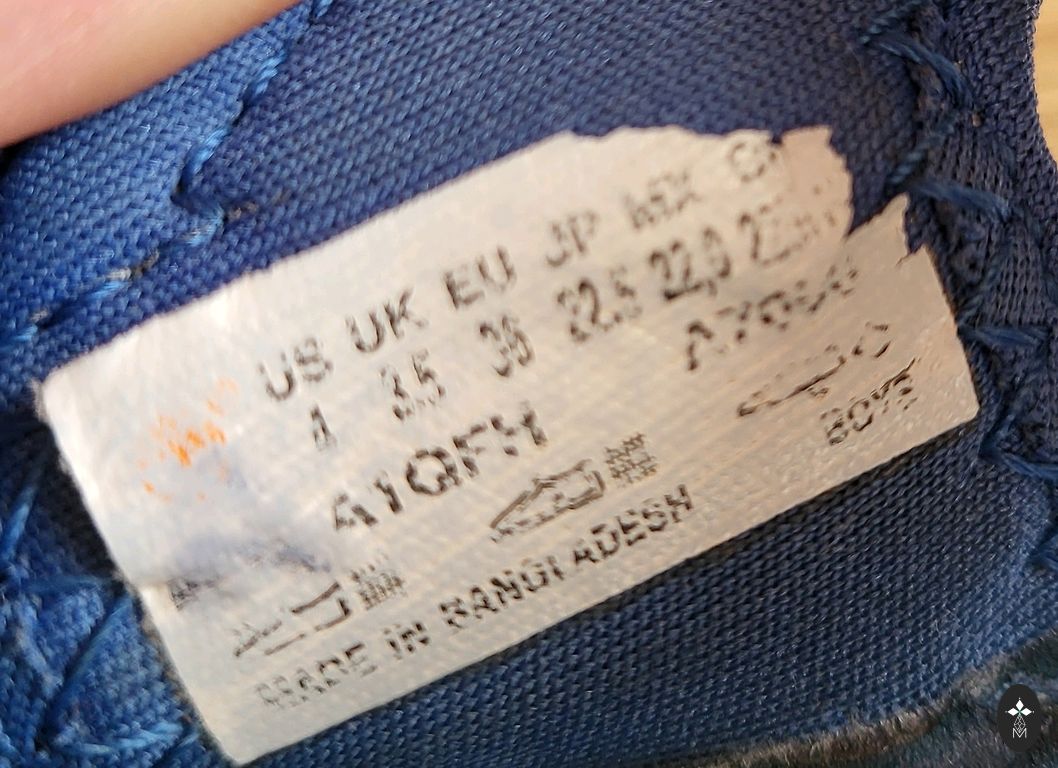 US UK EU JP MX
4 3.5 36 22.5 22,0
A1QFH
BOYS
MADE IN BANGLADESH
M